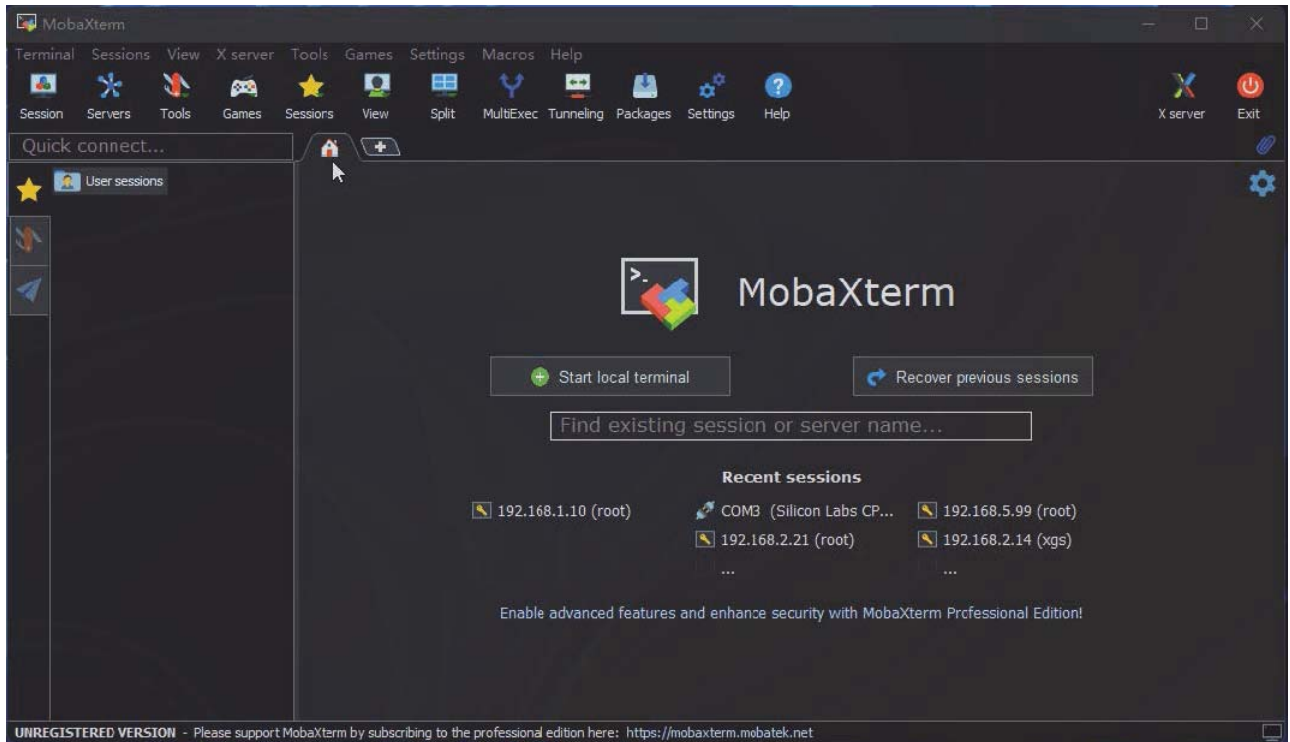 MobaXterm
Terminal Sessions View X server Tools Games Settings Macros Help
Session Servers Tools Games Sessions View Split MultiExec Tunneling Packages Settings Help X server Exit
Quick connect...
User sessions
>_
MobaXterm
Start local terminal Recover previous sessions
Find existing session or server name...
Recent sessions
192.168.1.10 (root) COM3 (Silicon Labs CP... 192.168.5.99 (root)
192.168.2.21 (root) 192.168.2.14 (xgs)
... ...
Enable advanced features and enhance security with MobaXterm Professional Edition!
UNREGISTERED VERSION - Please support MobaXterm by subscribing to the professional edition here: https://mobaxterm.mobatek.net